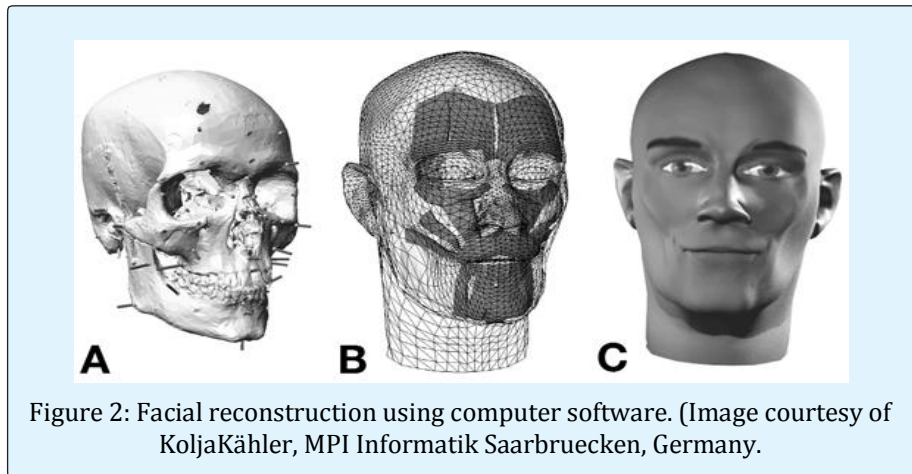 A B C
Figure 2: Facial reconstruction using computer software. (Image courtesy of
KoljaKähler, MPI Informatik Saarbruecken, Germany.